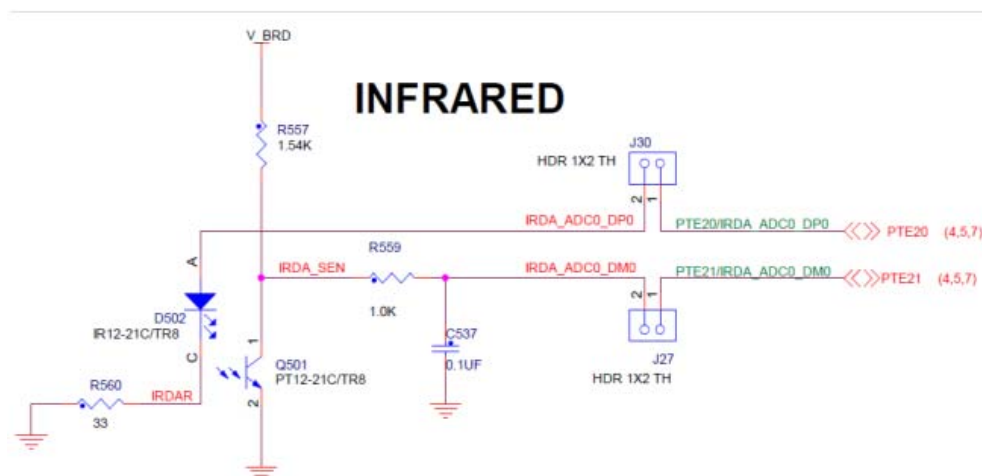 V_BRD
INFRARED
R557
1.54K
J30
HDR 1X2 TH
2
1
IRDA_ADC0_DP0
PTE20/IRDA_ADC0_DP0
PTE20 (4,5,7)
R559
A
IRDA_SEN
IRDA_ADC0_DM0
PTE21/IRDA_ADC0_DM0
PTE21 (4,5,7)
2
1
1.0K
D502
IR12-21C/TR8
C537
0.1UF
1
C
J27
HDR 1X2 TH
Q501
PT12-21C/TR8
R560
IRDAR
2
33